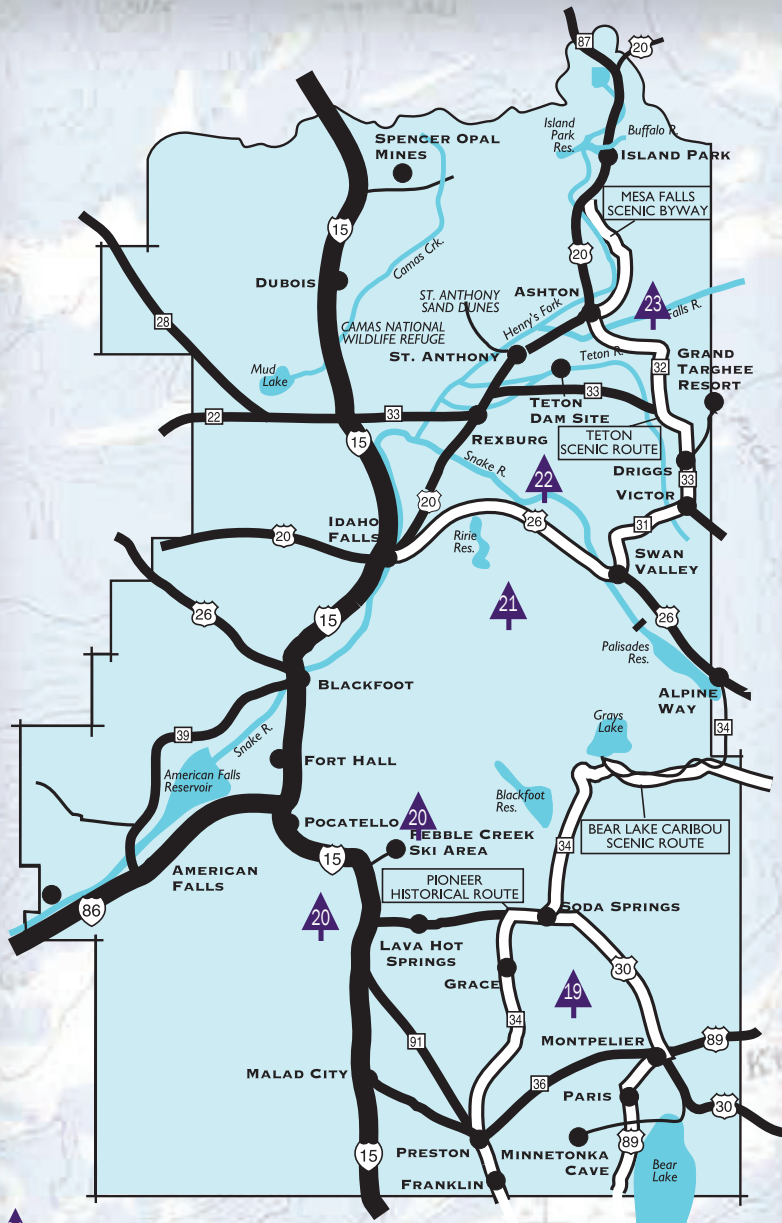 87
20
Island
Park
Res.
Buffalo R.
ISLAND PARK
SPENCER OPAL
MINES
MESA FALLS
SCENIC BYWAY
15
Camas Crk.
20
DUBOIS
ASHTON
ST. ANTHONY
SAND DUNES
Henry's Fork
23
Falls R.
28
CAMAS NATIONAL
WILDLIFE REFUGE
ST. ANTHONY
Teton R.
32
GRAND
TARGHEE
RESORT
Mud
Lake
22
33
15
TETON
DAM SITE
33
REXBURG
TETON
SCENIC ROUTE
Snake R.
DRIGGS
33
22
VICTOR
20
26
31
IDAHO
FALLS
20
Ririe
Res.
SWAN
VALLEY
26
15
21
26
Palisades
Res.
BLACKFOOT
ALPINE
WAY
39
Snake R.
Grays
Lake
34
FORT HALL
American Falls
Reservoir
Blackfoot
Res.
POCATELLO
20
PEBBLE CREEK
SKI AREA
BEAR LAKE CARIBOU
SCENIC ROUTE
34
15
AMERICAN
FALLS
PIONEER
HISTORICAL ROUTE
86
20
SODA SPRINGS
LAVA HOT
SPRINGS
30
GRACE
19
34
91
MONTPELIER
89
MALAD CITY
36
PARIS
30
PRESTON
MINNETONKA
CAVE
89
15
FRANKLIN
Bear
Lake